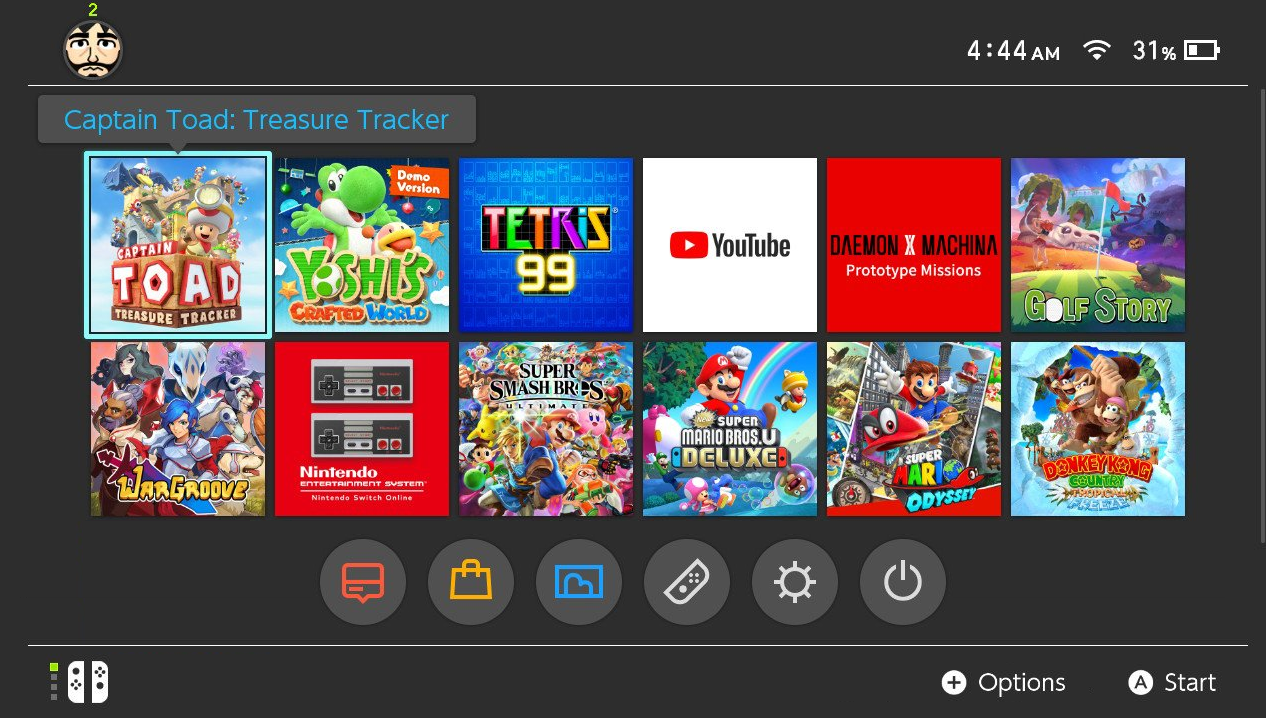 2
4:44 AM 31%
Captain Toad: Treasure Tracker
CAPTAIN
TOAD
TREASURE TRACKER
Demo
Version
YOSHI'S
CRAFTED WORLD
TETRIS®
99
YouTube
DAEMON X MACHINA
Prototype Missions
GOLF STORY
WARGROOVE
Nintendo
ENTERTAINMENT SYSTEM™
Nintendo Switch Online
SUPER
SMASH BROS.
ULTIMATE
New
SUPER
MARIO BROS. U
DELUXE
SUPER
MARIO
ODYSSEY
DONKEY KONG
COUNTRY
TROPICAL
FREEZE
Options
A Start